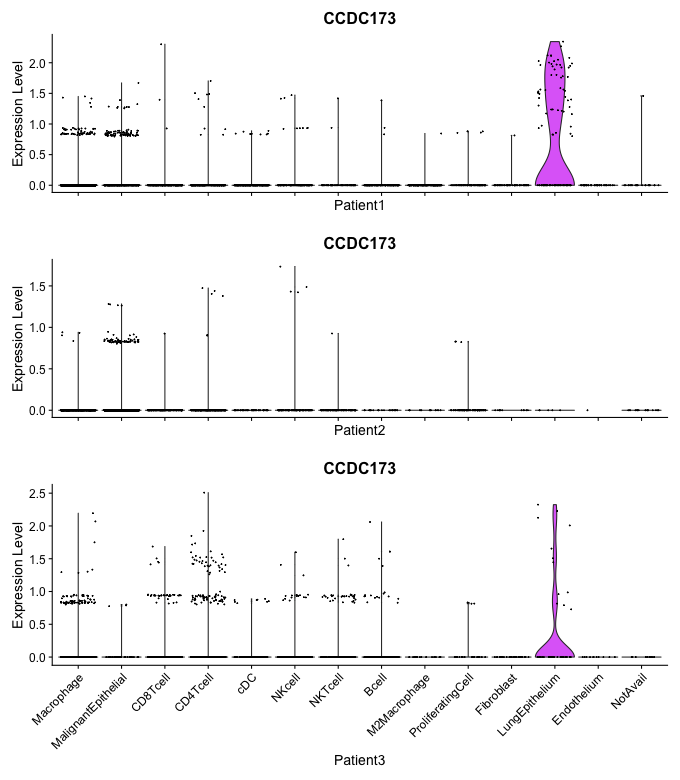 CCDC173
2.0
1.5
1.0
0.5
0.0
Expression Level
Patient1
CCDC173
1.5
1.0
0.5
0.0
Expression Level
Patient2
CCDC173
2.5
2.0
1.5
1.0
0.5
0.0
Expression Level
Macrophage
MalignantEpithelial
CD8Tcell
CD4Tcell
cDC
NKcell
NKTcell
Bcell
M2Macrophage
ProliferatingCell
Fibroblast
LungEpithelium
Endothelium
NotAvail
Patient3